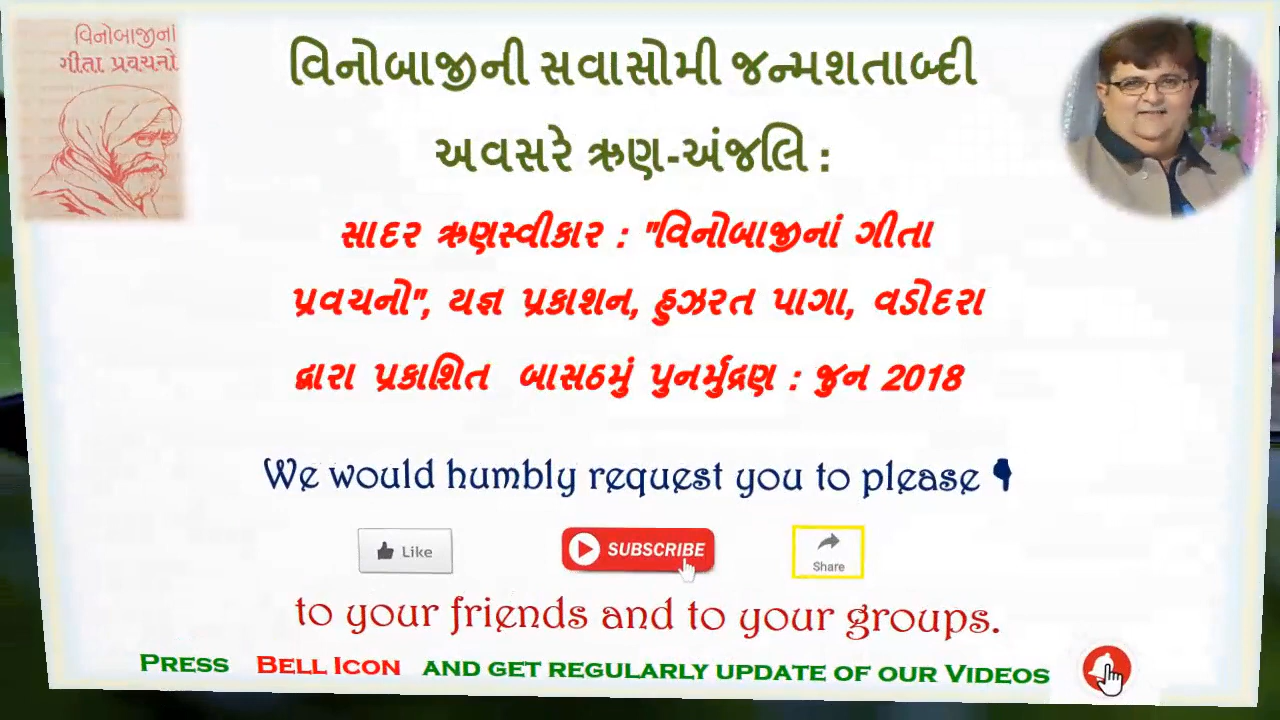 વિનોબાજીનાં
ગીતા પ્રવચનો
વિનોબાજીની સવાસોમી જન્મશતાબ્દી
અવસરે ઋણ-અંજલિ :
સાદર ઋણસ્વીકાર : "વિનોબાજીનાં ગીતા
પ્રવચનો", યજ્ઞ પ્રકાશન, હુઝરત પાગા, વડોદરા
દ્વારા પ્રકાશિત બાસઠમું પુનર્મુદ્રણ : જુન 2018
We would humbly request you to please
Like
SUBSCRIBE
Share
to your friends and to your groups.
PRESS BELL ICON AND GET REGULARLY UPDATE OF OUR VIDEOS